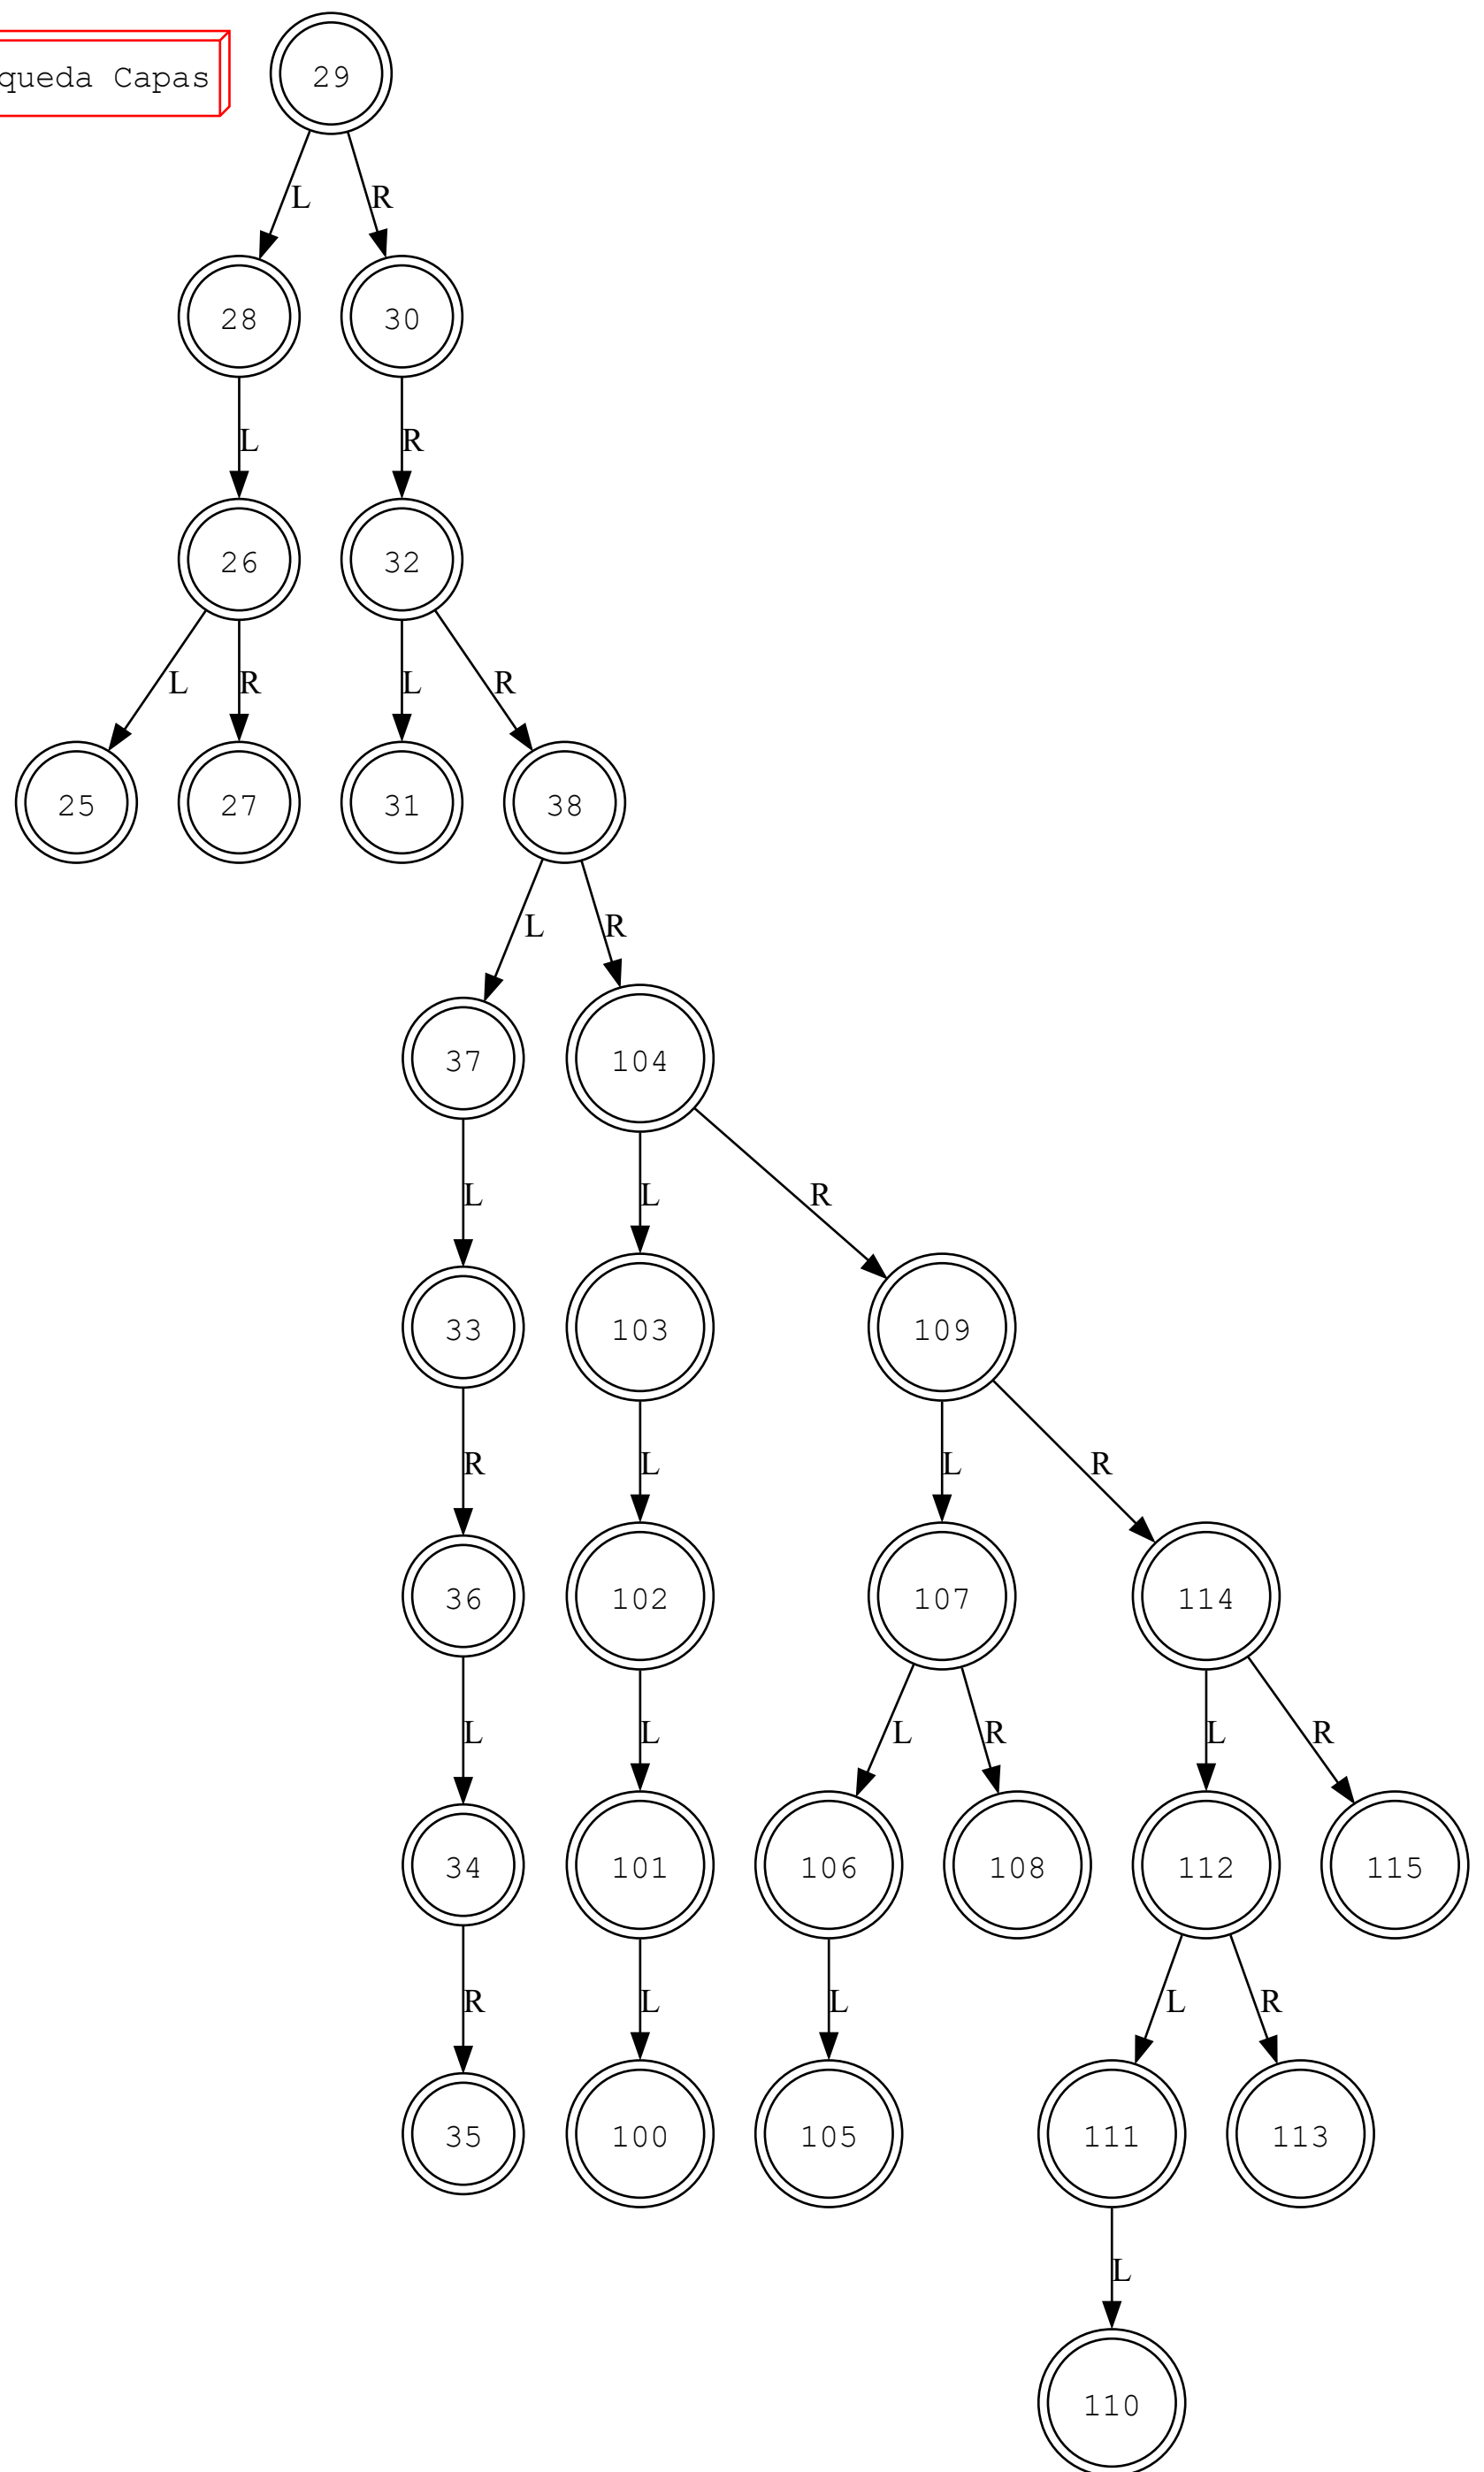 queda Capas
29
L R
28 30
L R
26 32
L R L R
25 27 31 38
L R
37 104
L L R
33 103 109
R L L R
36 102 107 114
L L L R L R
34 101 106 108 112 115
R L L L R
35 100 105 111 113
L
110